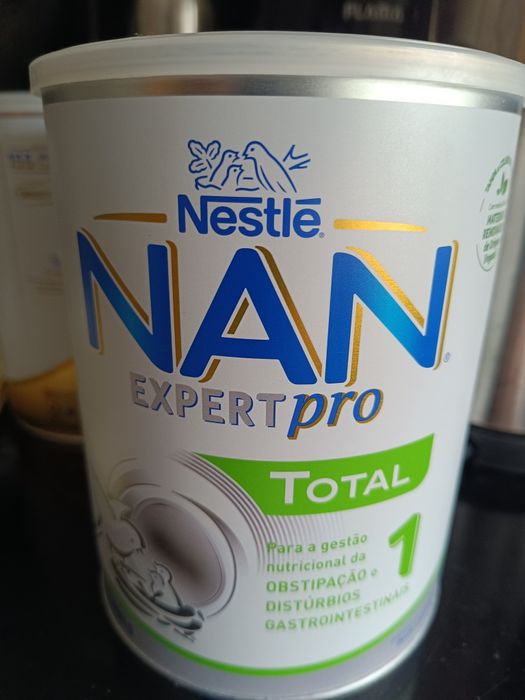 Nestlé
NAN
EXPERTpro
TOTAL
1
Para a gestão
nutricional da
OBSTIPAÇÃO e
DISTÚRBIOS
GASTROINTESTINAIS